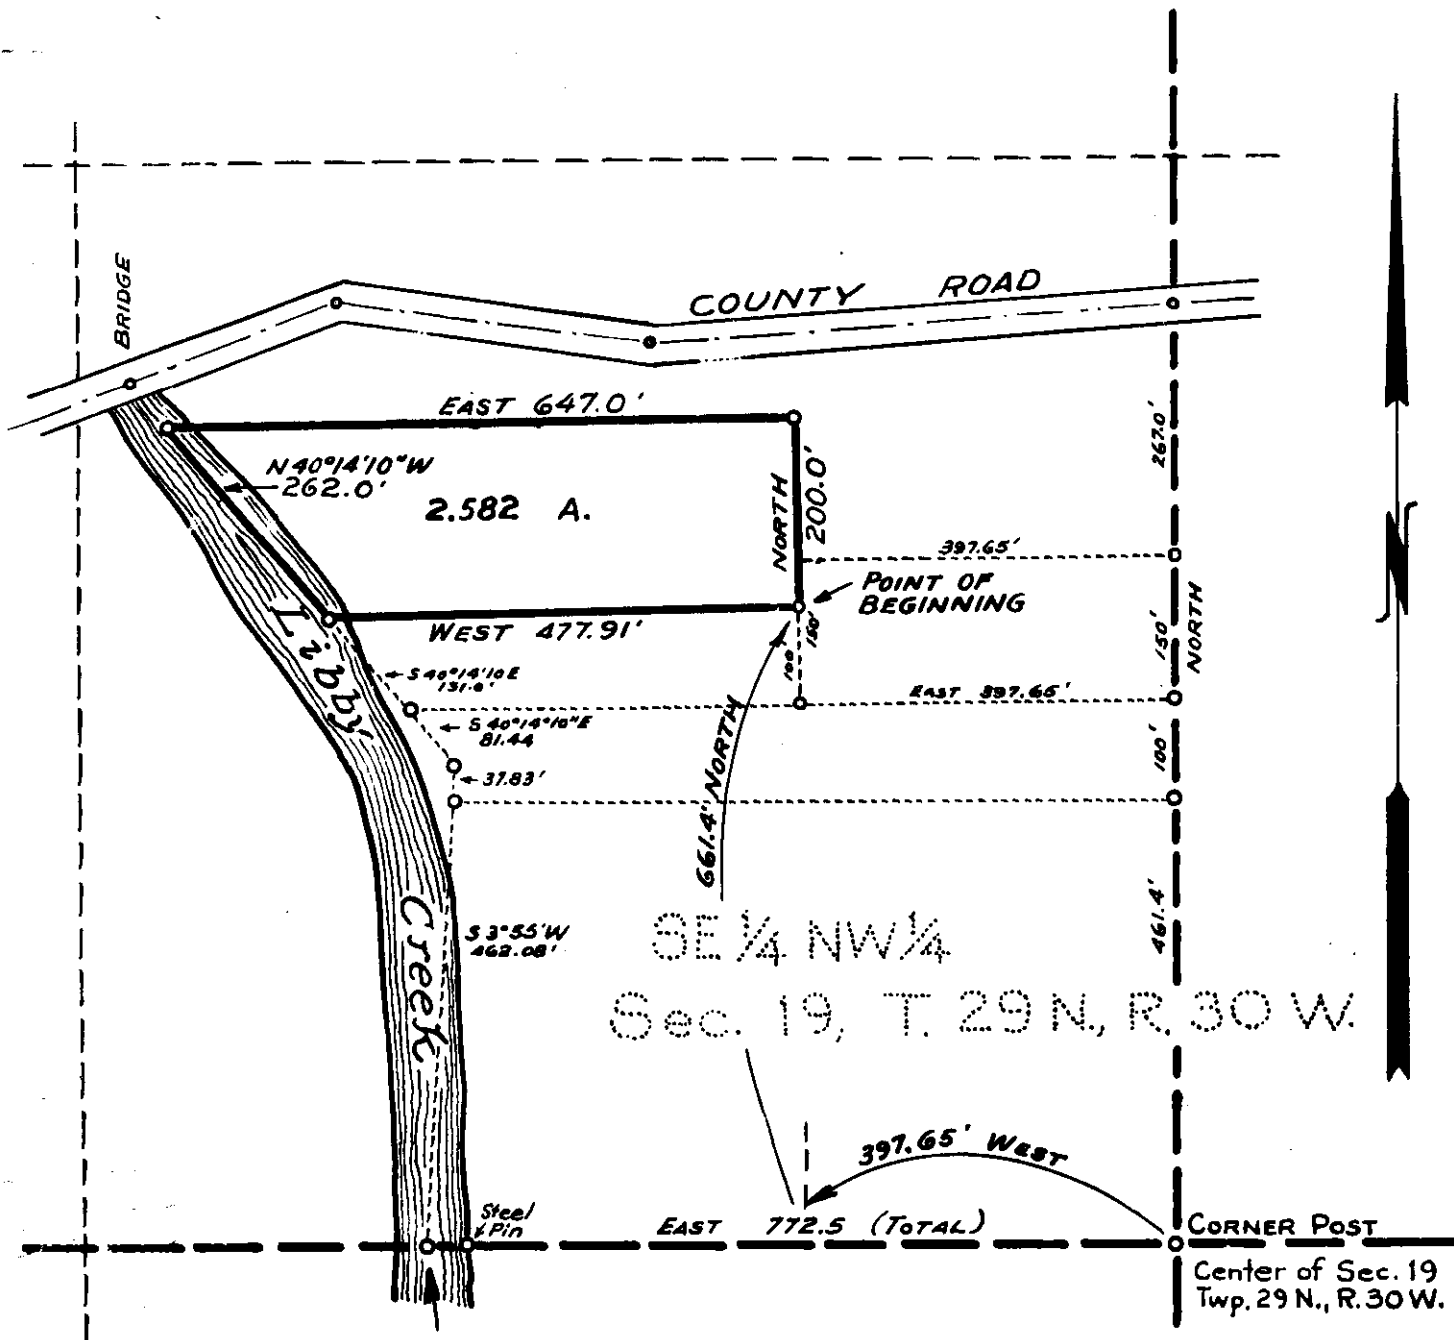 COUNTY ROAD
BRIDGE
EAST 647.0'
N 40°14'10"W
262.0'
2.582 A.
NORTH
200.0'
267.0'
397.65'
POINT OF
BEGINNING
N
WEST 477.91'
Libby
Creek
150'
NORTH
100'
150'
S 40°14'10 E
131.0'
EAST 397.65'
S 40°14'10"E
81.44
37.83'
100'
661.4' NORTH
461.4'
S 3°55'W
462.08'
SE ¼ NW ¼
Sec. 19, T. 29 N., R. 30 W.
397.65' WEST
Steel
Pin
EAST 772.5 (TOTAL)
CORNER POST
Center of Sec. 19
Twp. 29 N., R. 30 W.